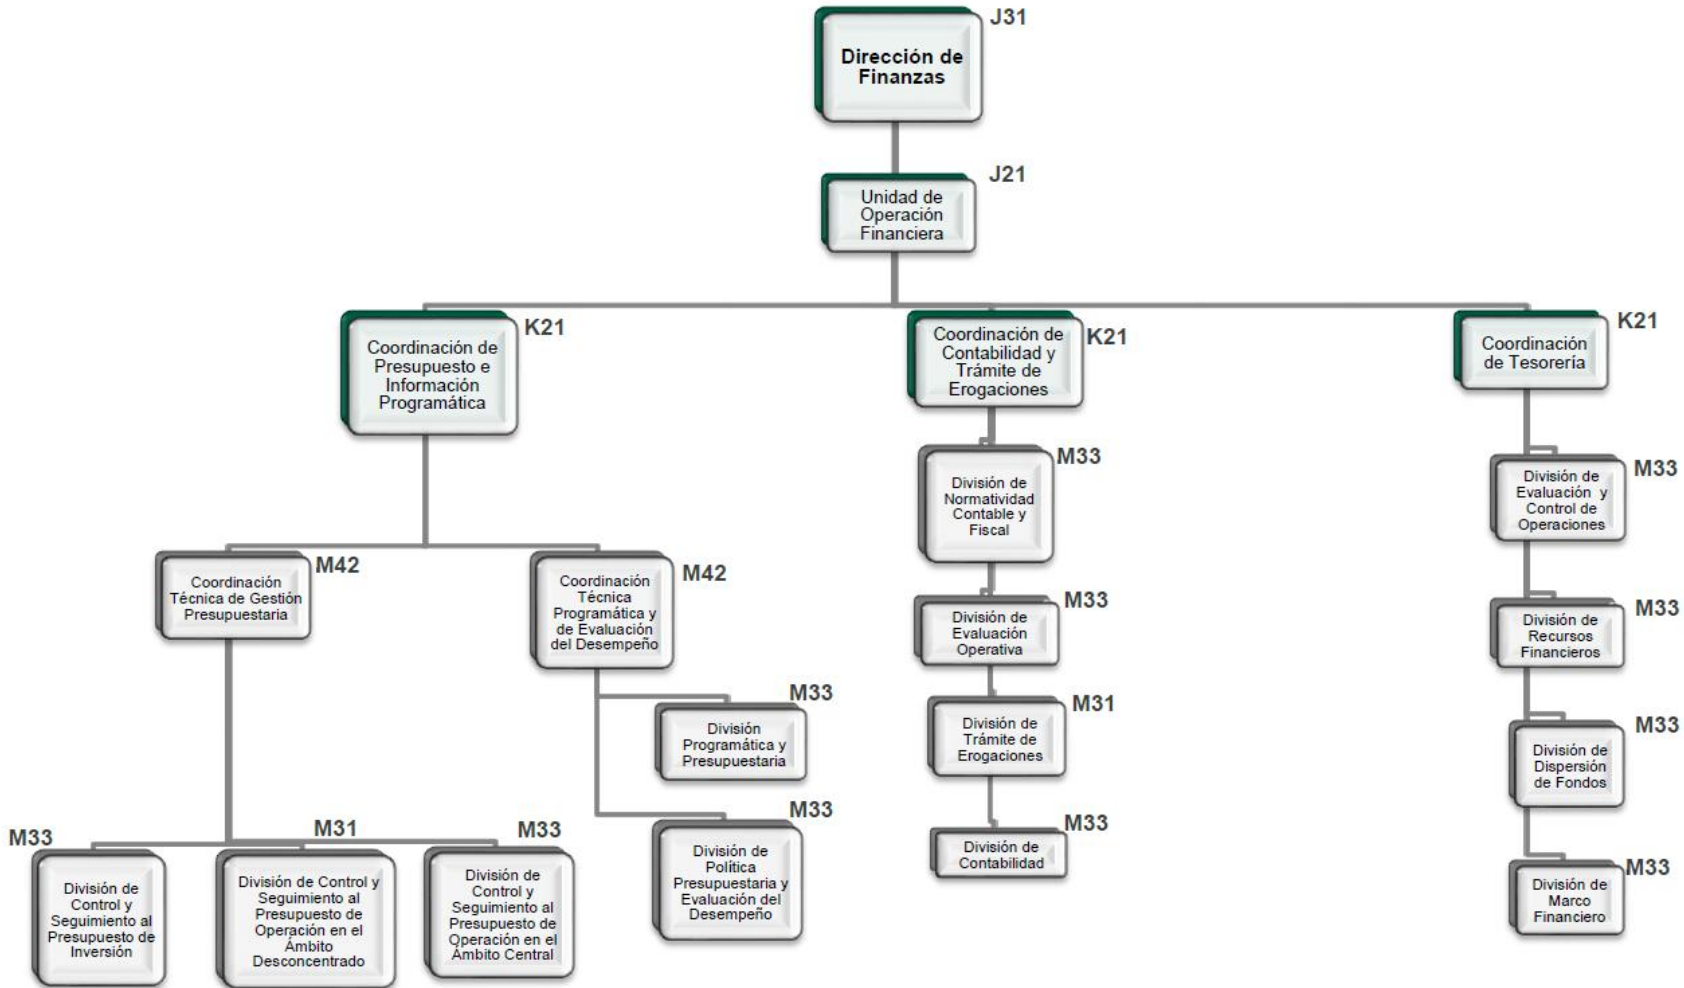 J31
Dirección de
Finanzas
J21
Unidad de
Operación
Financiera
K21
Coordinación de
Presupuesto e
Información
Programática
K21
Coordinación de
Contabilidad y
Trámite de
Erogaciones
K21
Coordinación
de Tesorería
M42
Coordinación
Técnica de Gestión
Presupuestaria
M42
Coordinación
Técnica
Programática y
de Evaluación
del Desempeño
M33
División
Programática y
Presupuestaria
M33
División de
Política
Presupuestaria y
Evaluación del
Desempeño
M33
División de
Control y
Seguimiento al
Presupuesto de
Inversión
M31
División de Control y
Seguimiento al
Presupuesto de
Operación en el
Ámbito
Desconcentrado
M33
División de
Control y
Seguimiento al
Presupuesto de
Operación en el
Ámbito Central
M33
División de
Normatividad
Contable y
Fiscal
M33
División de
Evaluación
Operativa
M31
División de
Trámite de
Erogaciones
M33
División de
Contabilidad
M33
División de
Evaluación y
Control de
Operaciones
M33
División de
Recursos
Financieros
M33
División de
Dispersión
de Fondos
M33
División de
Marco
Financiero